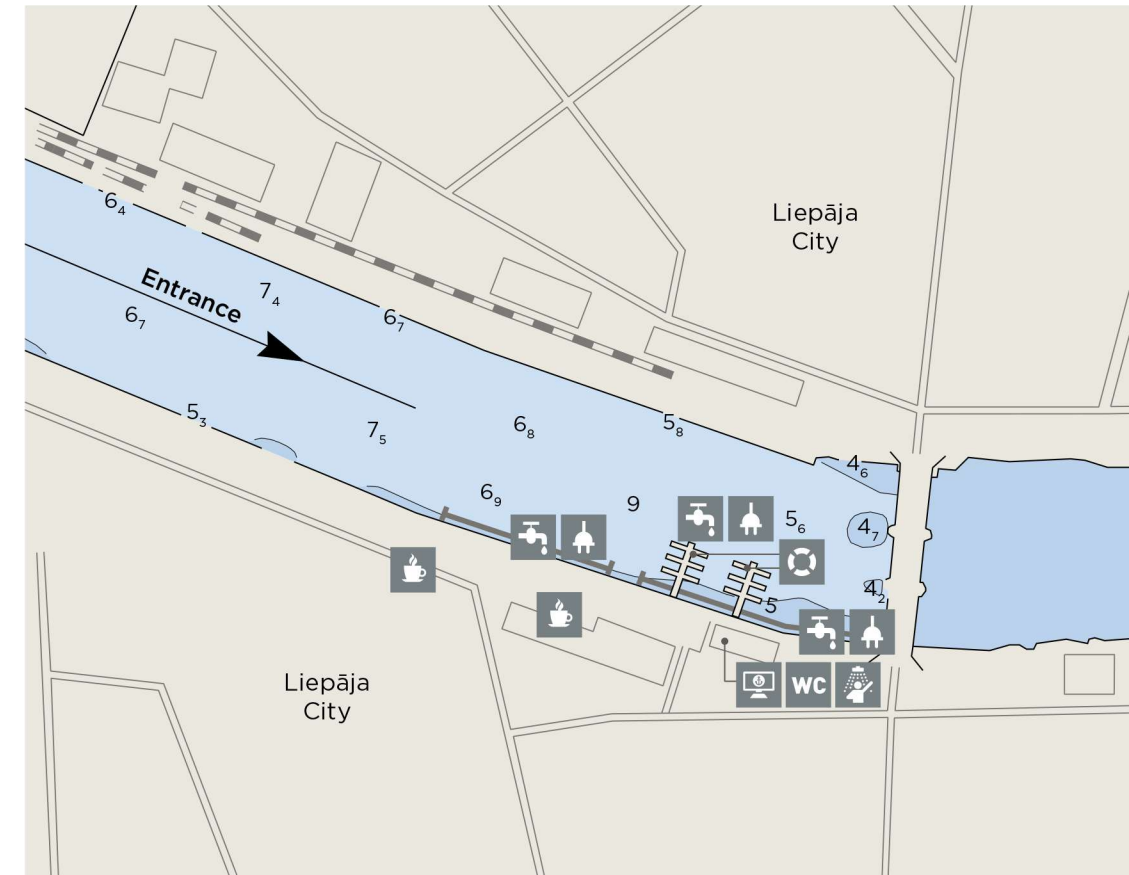 Liepāja
City
6₄
Entrance
7₄
6₇
6₇
5₃
7₅
6₈
5₈
4₆
6₉
9
5₆
4₇
4₂
5
WC
Liepāja
City